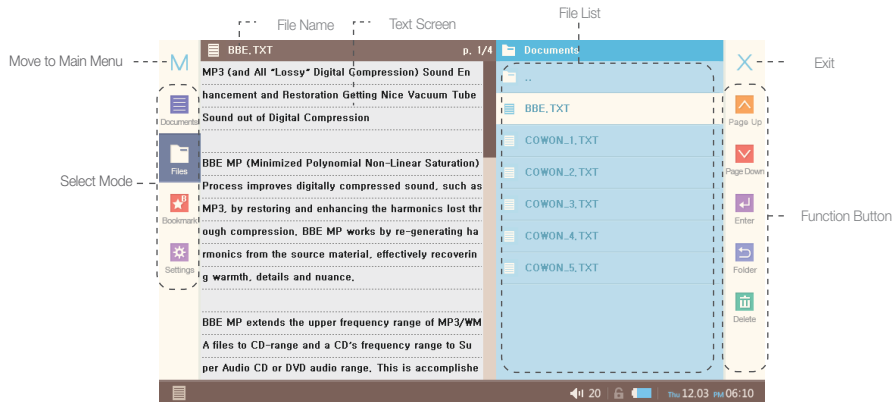 File List
File Name
Text Screen
Move to Main Menu
M
BBE.TXT
p. 1/4
Documents
X
Exit
MP3 (and All "Lossy" Digital Compression) Sound En
hancement and Restoration Getting Nice Vacuum Tube
Sound out of Digital Compression
BBE MP (Minimized Polynomial Non-Linear Saturation)
Process improves digitally compressed sound, such as
MP3, by restoring and enhancing the harmonics lost thr
ough compression. BBE MP works by re-generating ha
rmonics from the source material, effectively recoverin
g warmth, details and nuance.
BBE MP extends the upper frequency range of MP3/WM
A files to CD-range and a CD's frequency range to Su
per Audio CD or DVD audio range. This is accomplishe
Select Mode
Documents
Files
Bookmark
Settings
..
BBE.TXT
COWON_1.TXT
COWON_2.TXT
COWON_3.TXT
COWON_4.TXT
COWON_5.TXT
Page Up
Page Down
Enter
Folder
Delete
Function Button
20
Thu 12.03 PM 06:10